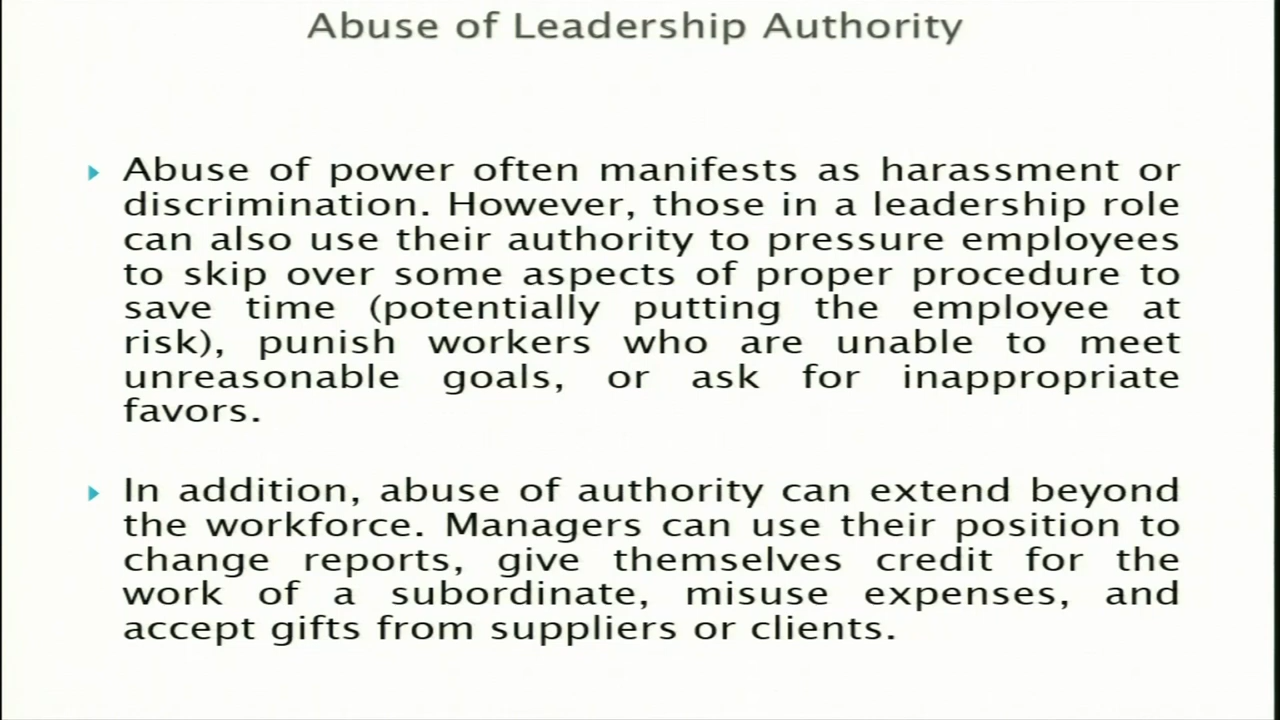 Abuse of Leadership Authority
Abuse of power often manifests as harassment or
discrimination. However, those in a leadership role
can also use their authority to pressure employees
to skip over some aspects of proper procedure to
save time (potentially putting the employee at
risk), punish workers who are unable to meet
unreasonable goals, or ask for inappropriate
favors.
In addition, abuse of authority can extend beyond
the workforce. Managers can use their position to
change reports, give themselves credit for the
work of a subordinate, misuse expenses, and
accept gifts from suppliers or clients.